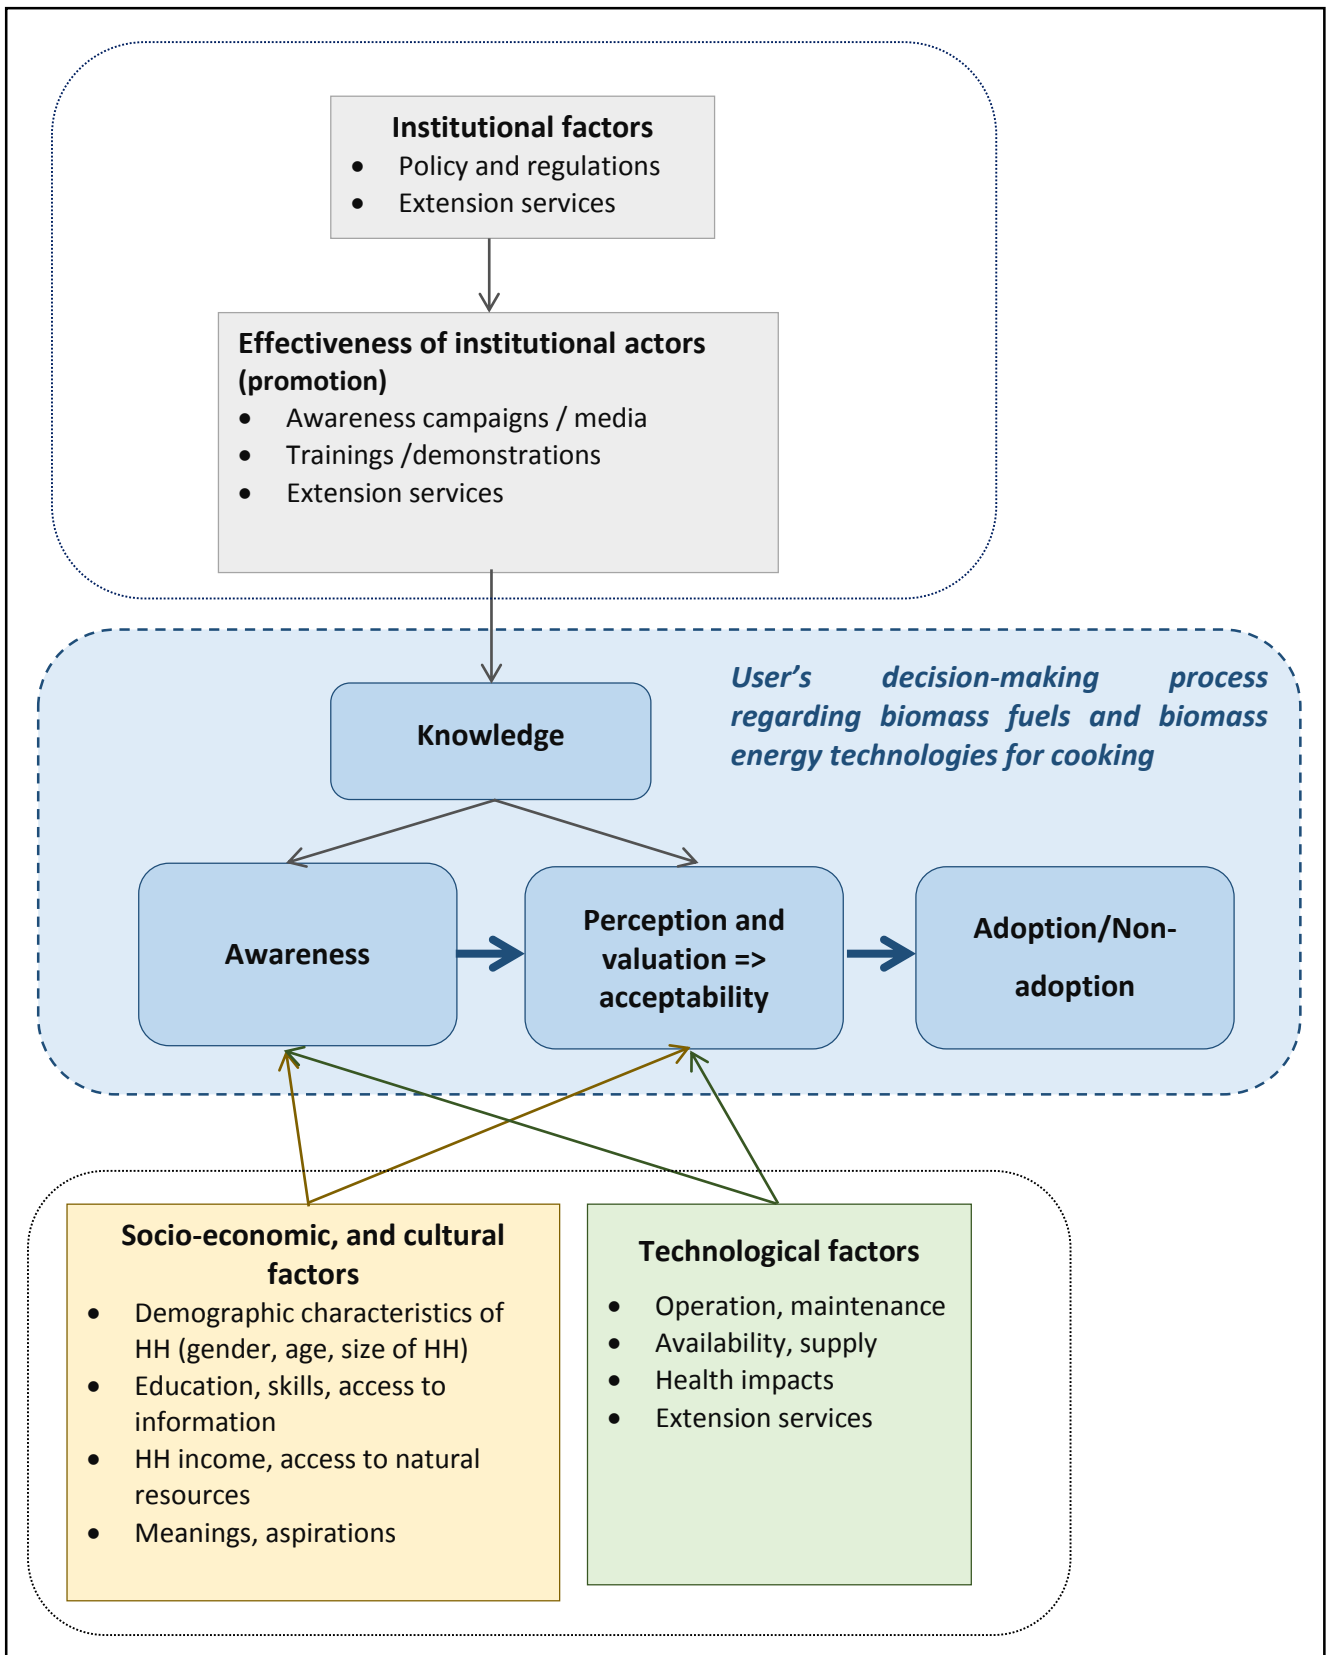 Institutional factors
• Policy and regulations
• Extension services
Effectiveness of institutional actors
(promotion)
• Awareness campaigns / media
• Trainings /demonstrations
• Extension services
User's decision-making process
regarding biomass fuels and biomass
energy technologies for cooking
Knowledge
Awareness
Perception and
valuation =>
acceptability
Adoption/Non-
adoption
Socio-economic, and cultural
factors
• Demographic characteristics of
HH (gender, age, size of HH)
• Education, skills, access to
information
• HH income, access to natural
resources
• Meanings, aspirations
Technological factors
• Operation, maintenance
• Availability, supply
• Health impacts
• Extension services